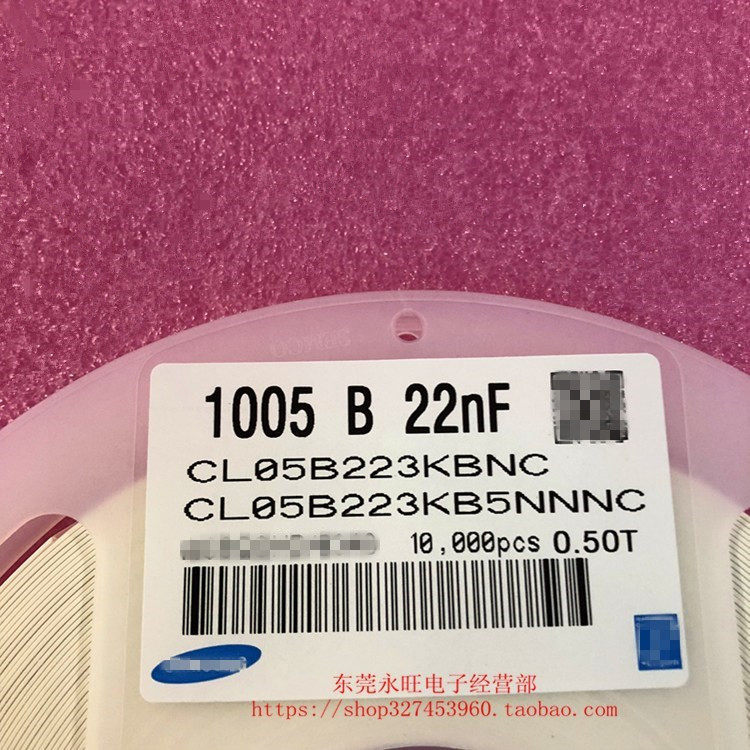 1005 B 22nF
CL05B223KBNC
CL05B223KB5NNNC
10,000pcs 0.50T
东莞永旺电子经营部
https://shop327453960.taobao.com